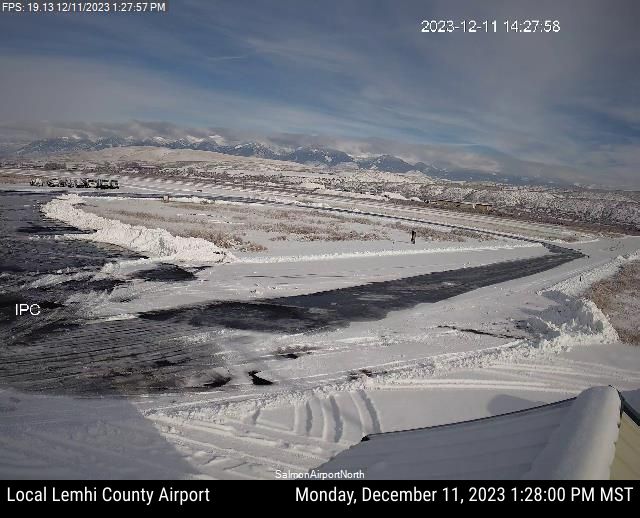 FPS: 19.13 12/11/2023 1:27:57 PM
2023-12-11 14:27:58
IPC
SalmonAirportNorth
Local Lemhi County Airport
Monday, December 11, 2023 1:28:00 PM MST